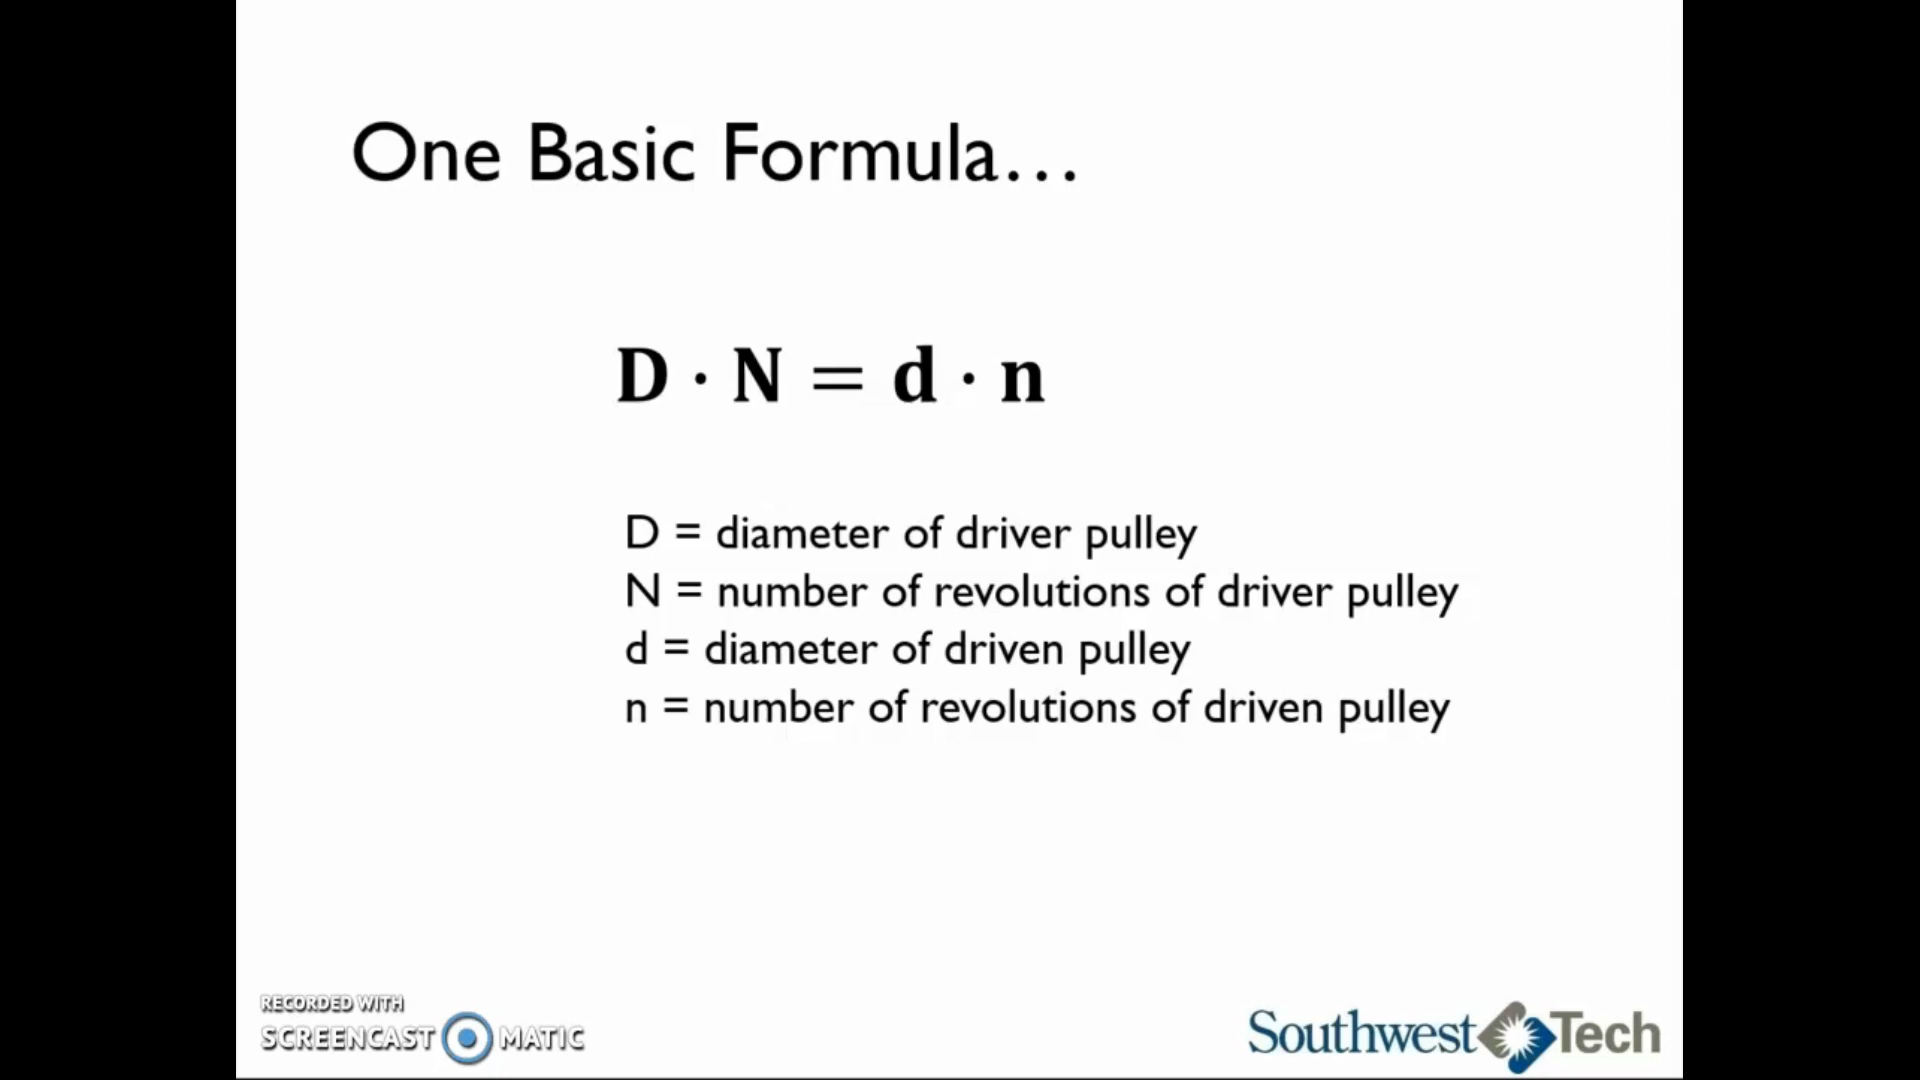 One Basic Formula…
D · N = d · n
D = diameter of driver pulley
N = number of revolutions of driver pulley
d = diameter of driven pulley
n = number of revolutions of driven pulley
RECORDED WITH
SCREENCAST MATIC
Southwest Tech